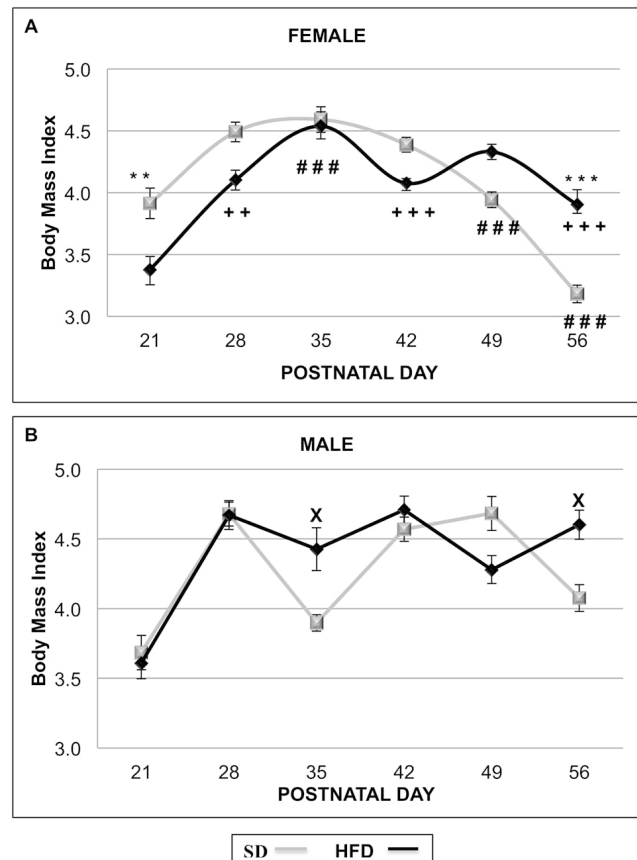 A
FEMALE
5.0
4.5
4.0
3.5
3.0
Body Mass Index
* *
+ +
# # #
+ + +
# # #
* * *
+ + +
# # #
21 28 35 42 49 56
POSTNATAL DAY
B
MALE
5.0
4.5
4.0
3.5
3.0
Body Mass Index
X
X
21 28 35 42 49 56
POSTNATAL DAY
SD HFD